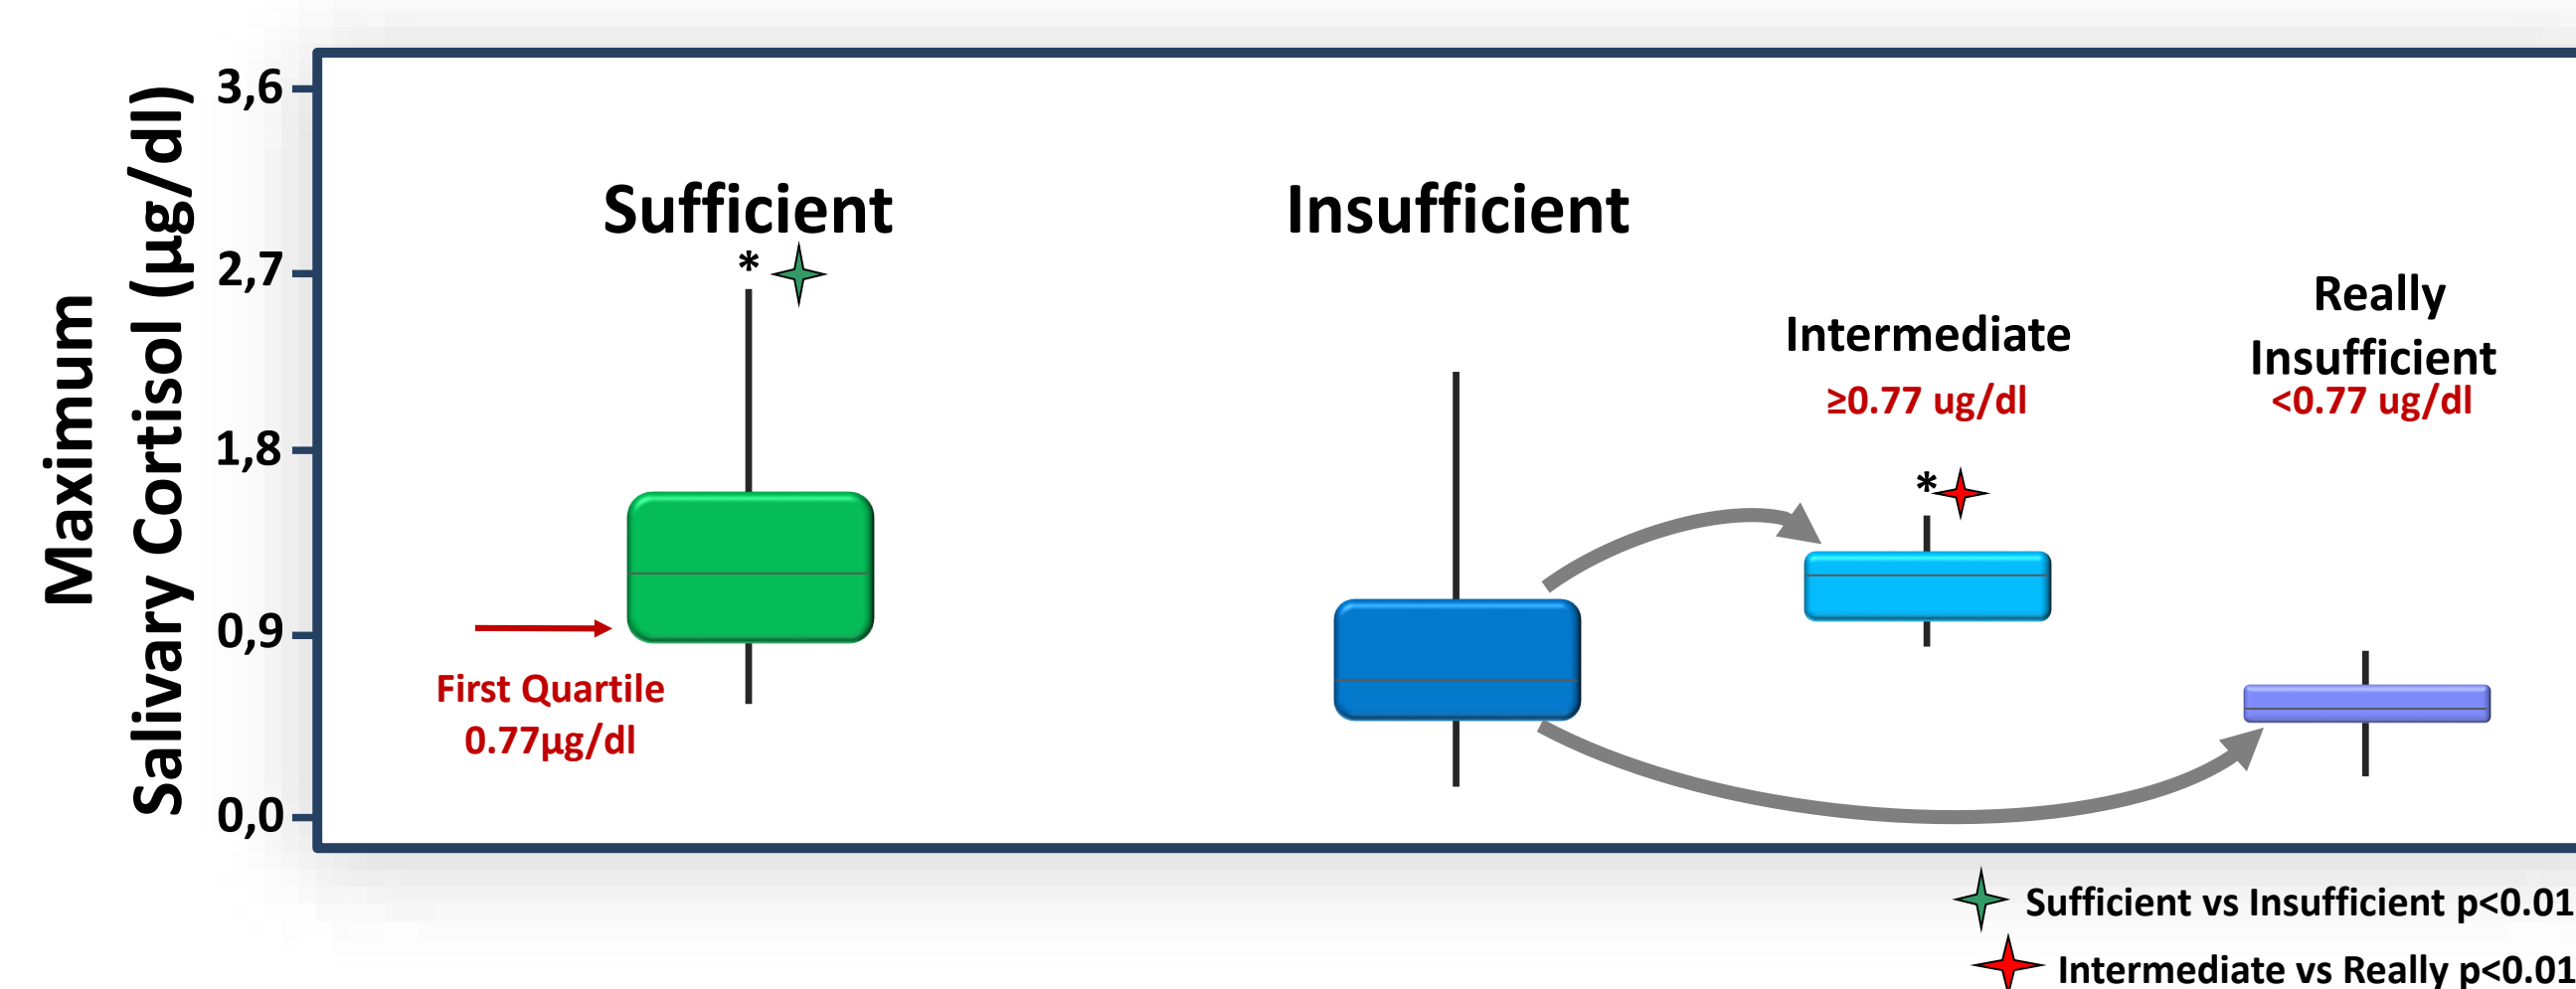 Maximum
Salivary Cortisol (µg/dl)
3,6
2,7
1,8
0,9
0,0
Sufficient
*
Insufficient
Intermediate
≥0.77 ug/dl
*
Really
Insufficient
<0.77 ug/dl
First Quartile
0.77µg/dl
Sufficient vs Insufficient p<0.01
Intermediate vs Really p<0.01